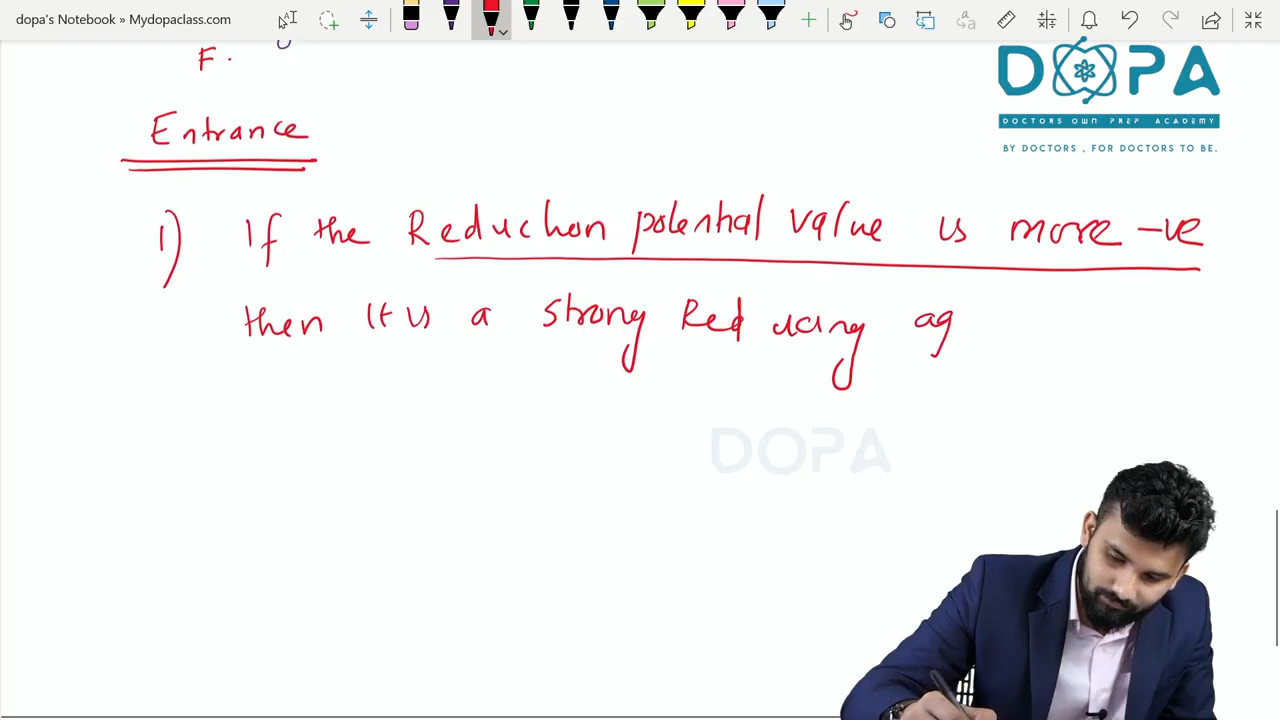 dopa's Notebook » Mydopaclass.com
F.
DOPA
DOCTORS OWN PREP ACADEMY
BY DOCTORS , FOR DOCTORS TO BE.
Entrance
1) If the Reduction potential value is more -ve
then It is a strong Reducing ag
DOPA